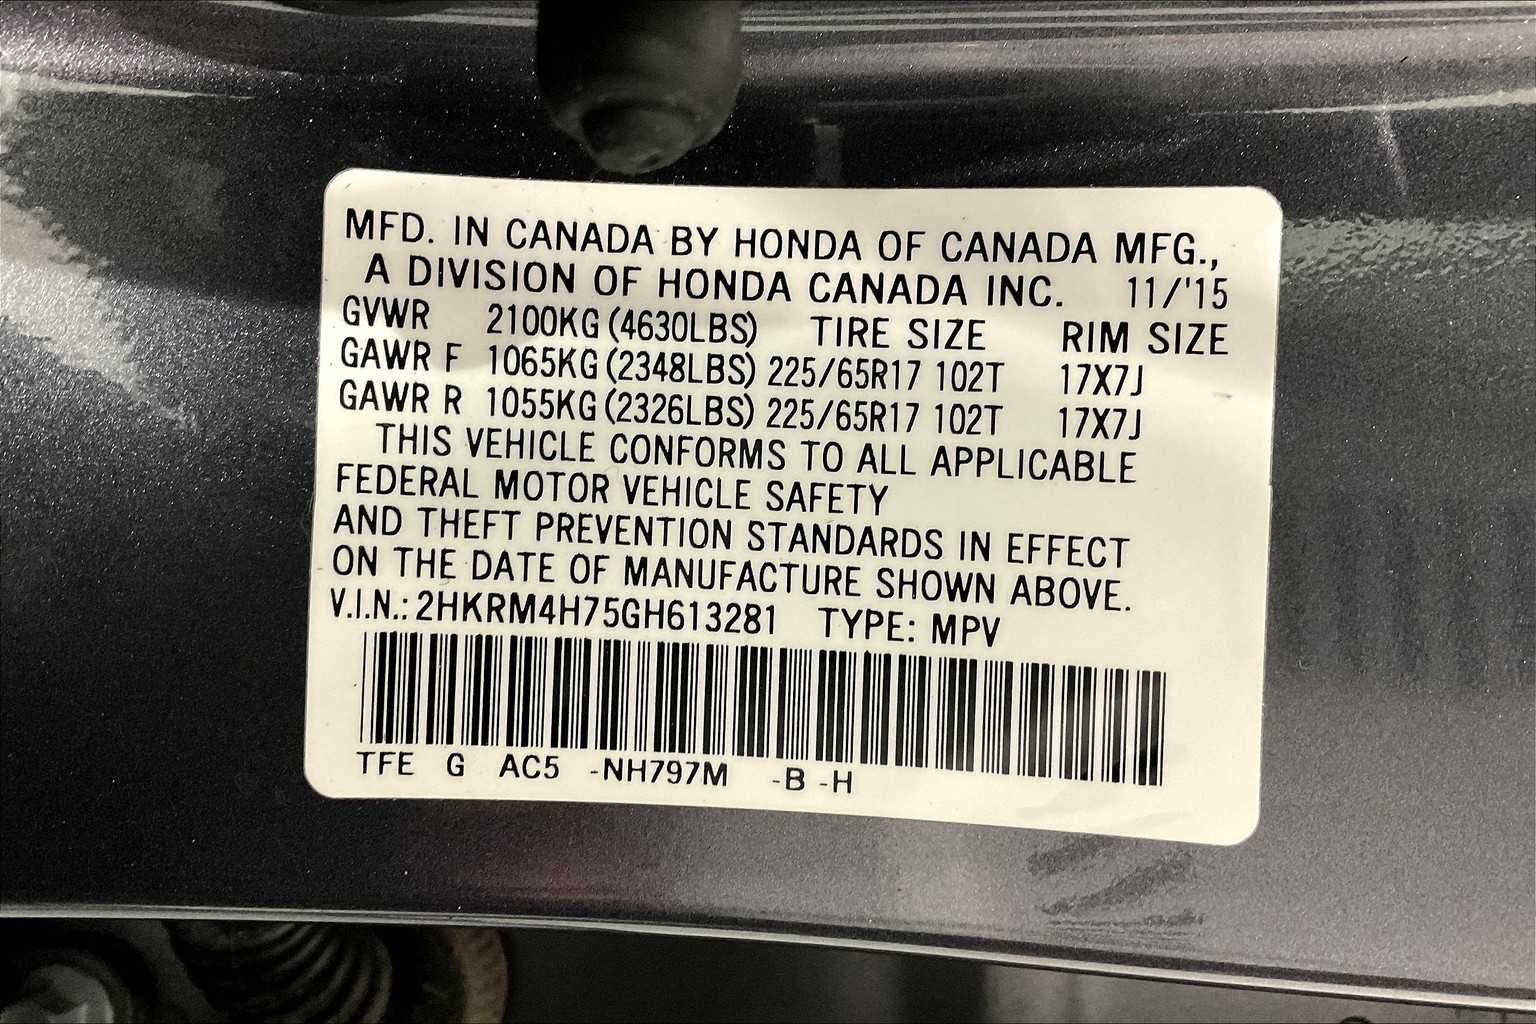 MFD. IN CANADA BY HONDA OF CANADA MFG.,
A DIVISION OF HONDA CANADA INC. 11/'15
GVWR 2100KG (4630LBS) TIRE SIZE RIM SIZE
GAWR F 1065KG (2348LBS) 225/65R17 102T 17X7J
GAWR R 1055KG (2326LBS) 225/65R17 102T 17X7J
THIS VEHICLE CONFORMS TO ALL APPLICABLE
FEDERAL MOTOR VEHICLE SAFETY
AND THEFT PREVENTION STANDARDS IN EFFECT
ON THE DATE OF MANUFACTURE SHOWN ABOVE.
V.I.N.: 2HKRM4H75GH613281 TYPE: MPV
TFE G AC5 -NH797M -B -H